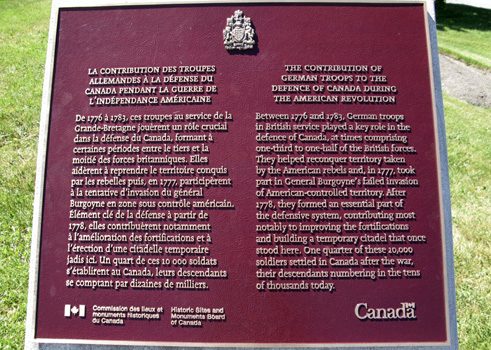 LA CONTRIBUTION DES TROUPES
ALLEMANDES À LA DÉFENSE DU
CANADA PENDANT LA GUERRE DE
L'INDÉPENDANCE AMÉRICAINE
De 1776 à 1783, ces troupes au service de la
Grande-Bretagne jouèrent un rôle crucial
dans la défense du Canada, formant à
certaines périodes entre le tiers et la
moitié des forces britanniques. Elles
aidèrent à reprendre le territoire conquis
par les rebelles puis, en 1777, participèrent
à la tentative d'invasion du général
Burgoyne en zone sous contrôle américain.
Élément clé de la défense à partir de
1778, elles contribuèrent notamment
à l'amélioration des fortifications et à
l'érection d'une citadelle temporaire
jadis ici. Un quart de ces 10 000 soldats
s'établirent au Canada, leurs descendants
se comptant par dizaines de milliers.
THE CONTRIBUTION OF
GERMAN TROOPS TO THE
DEFENCE OF CANADA DURING
THE AMERICAN REVOLUTION
Between 1776 and 1783, German troops
in British service played a key role in the
defence of Canada, at times comprising
one-third to one-half of the British forces.
They helped reconquer territory taken
by the American rebels and, in 1777, took
part in General Burgoyne's failed invasion
of American-controlled territory. After
1778, they formed an essential part of
the defensive system, contributing most
notably to improving the fortifications
and building a temporary citadel that once
stood here. One quarter of these 10,000
soldiers settled in Canada after the war,
their descendants numbering in the tens
of thousands today.
Commission des lieux et
monuments historiques
du Canada
Historic Sites and
Monuments Board
of Canada
Canada